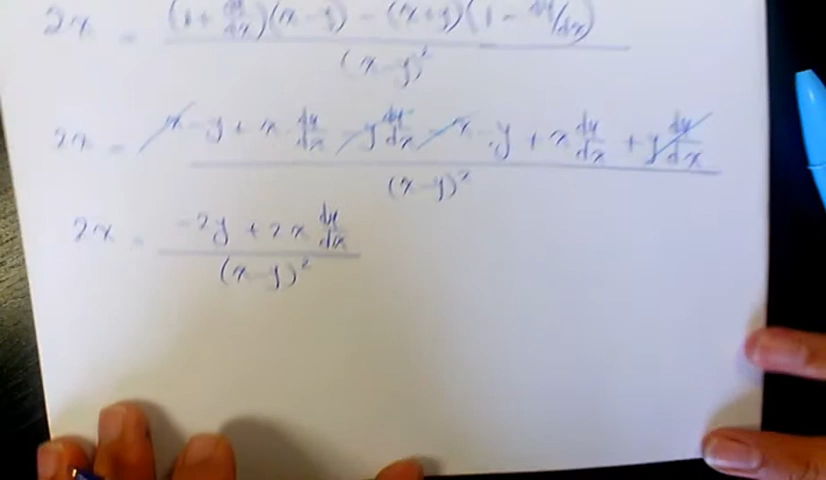 2x = (1 + dy/dx)(x-y) - (x+y)(1 - dy/dx) / (x-y)²
2x = x - y + x dy/dx - y dy/dx - x - y + x dy/dx + y dy/dx / (x-y)²
2x = -2y + 2x dy/dx / (x-y)²